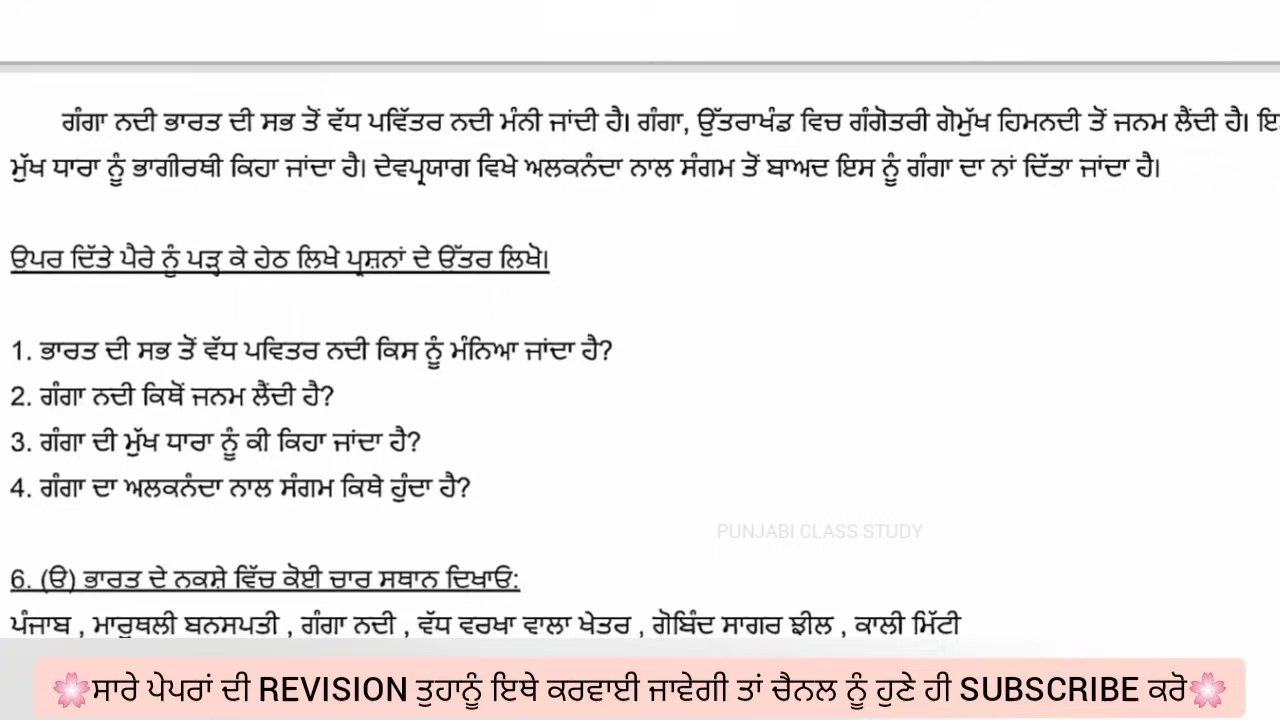 ਗੰਗਾ ਨਦੀ ਭਾਰਤ ਦੀ ਸਭ ਤੋਂ ਵੱਧ ਪਵਿੱਤਰ ਨਦੀ ਮੰਨੀ ਜਾਂਦੀ ਹੈ। ਗੰਗਾ, ਉੱਤਰਾਖੰਡ ਵਿਚ ਗੰਗੋਤਰੀ ਗੋਮੁੱਖ ਹਿਮਨਦੀ ਤੋਂ ਜਨਮ ਲੈਂਦੀ ਹੈ।
ਮੁੱਖ ਧਾਰਾ ਨੂੰ ਭਾਗੀਰਥੀ ਕਿਹਾ ਜਾਂਦਾ ਹੈ। ਦੇਵਪ੍ਰਯਾਗ ਵਿਖੇ ਅਲਕਨੰਦਾ ਨਾਲ ਸੰਗਮ ਤੋਂ ਬਾਅਦ ਇਸ ਨੂੰ ਗੰਗਾ ਦਾ ਨਾਂ ਦਿੱਤਾ ਜਾਂਦਾ ਹੈ।
ਉਪਰ ਦਿੱਤੇ ਪੈਰੇ ਨੂੰ ਪੜ੍ਹ ਕੇ ਹੇਠ ਲਿਖੇ ਪ੍ਰਸ਼ਨਾਂ ਦੇ ਉੱਤਰ ਲਿਖੋ।
1. ਭਾਰਤ ਦੀ ਸਭ ਤੋਂ ਵੱਧ ਪਵਿਤਰ ਨਦੀ ਕਿਸ ਨੂੰ ਮੰਨਿਆ ਜਾਂਦਾ ਹੈ?
2. ਗੰਗਾ ਨਦੀ ਕਿਥੋਂ ਜਨਮ ਲੈਂਦੀ ਹੈ?
3. ਗੰਗਾ ਦੀ ਮੁੱਖ ਧਾਰਾ ਨੂੰ ਕੀ ਕਿਹਾ ਜਾਂਦਾ ਹੈ?
4. ਗੰਗਾ ਦਾ ਅਲਕਨੰਦਾ ਨਾਲ ਸੰਗਮ ਕਿਥੇ ਹੁੰਦਾ ਹੈ?
PUNJABI CLASS STUDY
6. (ੳ) ਭਾਰਤ ਦੇ ਨਕਸ਼ੇ ਵਿੱਚ ਕੋਈ ਚਾਰ ਸਥਾਨ ਦਿਖਾਓ:
ਪੰਜਾਬ , ਮਾਰੂਥਲੀ ਬਨਸਪਤੀ , ਗੰਗਾ ਨਦੀ , ਵੱਧ ਵਰਖਾ ਵਾਲਾ ਖੇਤਰ , ਗੋਬਿੰਦ ਸਾਗਰ ਝੀਲ , ਕਾਲੀ ਮਿੱਟੀ
🌸ਸਾਰੇ ਪੇਪਰਾਂ ਦੀ REVISION ਤੁਹਾਨੂੰ ਇਥੇ ਕਰਵਾਈ ਜਾਵੇਗੀ ਤਾਂ ਚੈਨਲ ਨੂੰ ਹੁਣੇ ਹੀ SUBSCRIBE ਕਰੋ🌸